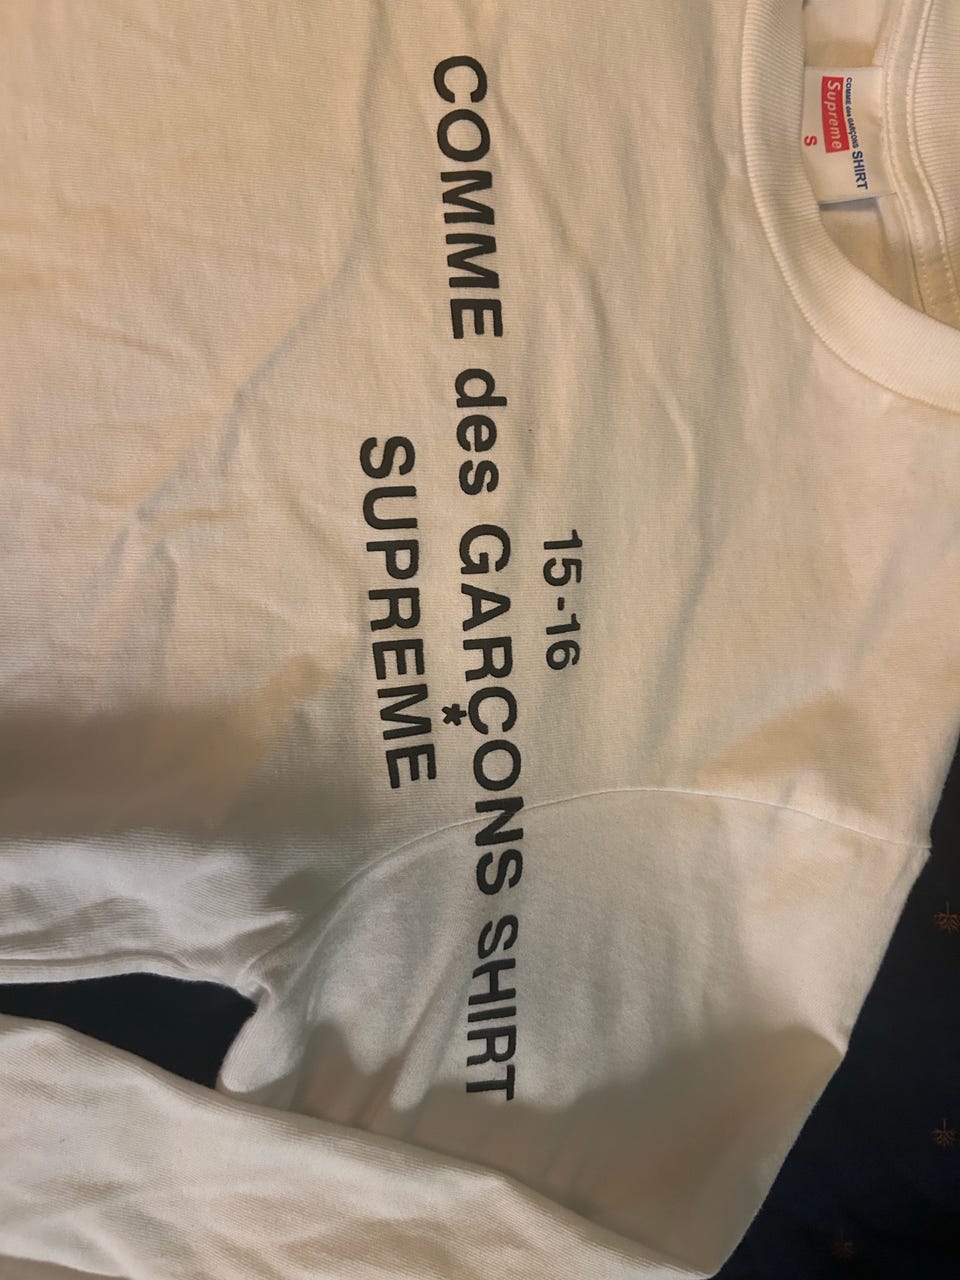 COMME des GARÇONS SHIRT
Supreme
S
15-16
COMME des GARÇONS SHIRT
SUPREME